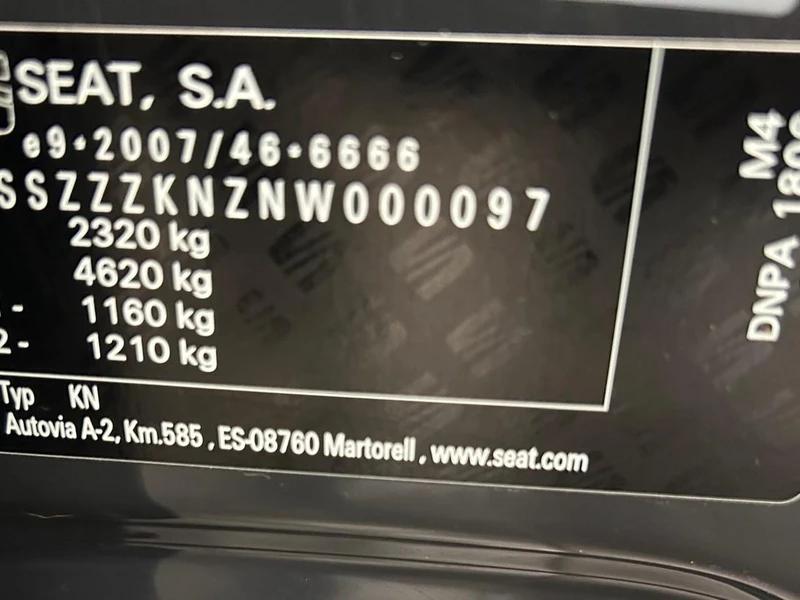 SEAT, S.A.
e9*2007/46*6666
SSZZZKNZNW000097
2320 kg
4620 kg
1160 kg
2- 1210 kg
Typ KN
Autovia A-2, Km.585 , ES-08760 Martorell , www.seat.com
M4
DNPA